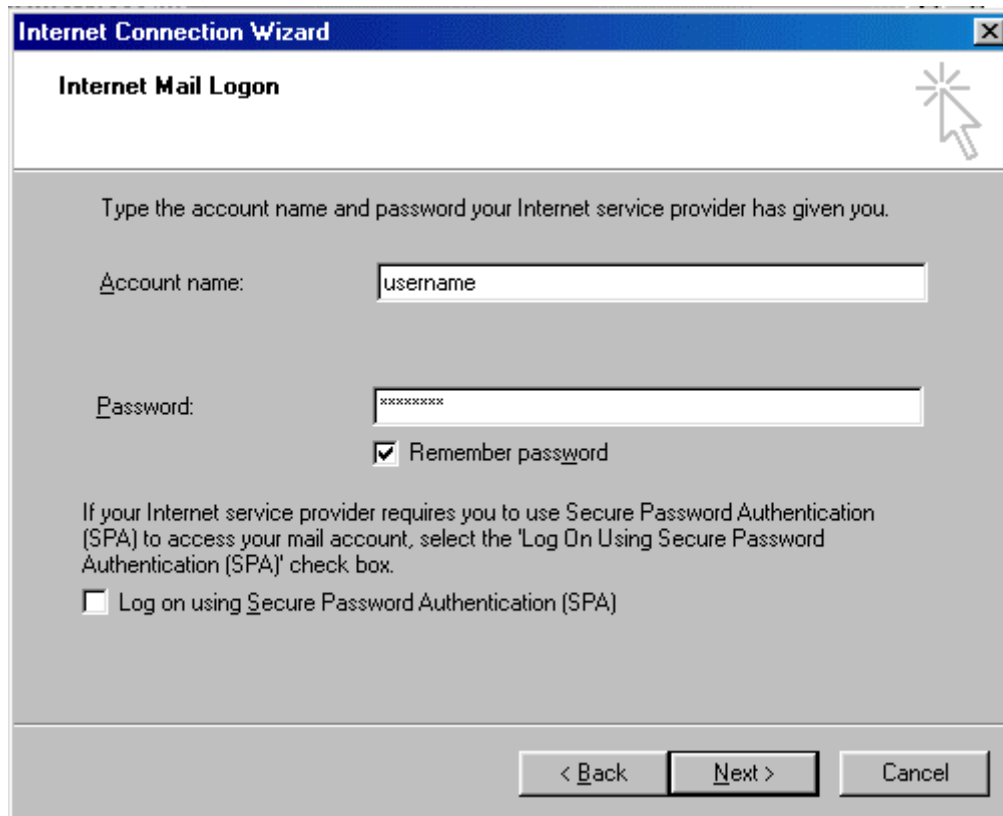 Internet Connection Wizard
Internet Mail Logon
Type the account name and password your Internet service provider has given you.
Account name: username
Password: xxxxxxxx
Remember password
If your Internet service provider requires you to use Secure Password Authentication
(SPA) to access your mail account, select the 'Log On Using Secure Password
Authentication (SPA)' check box.
Log on using Secure Password Authentication (SPA)
< Back Next > Cancel